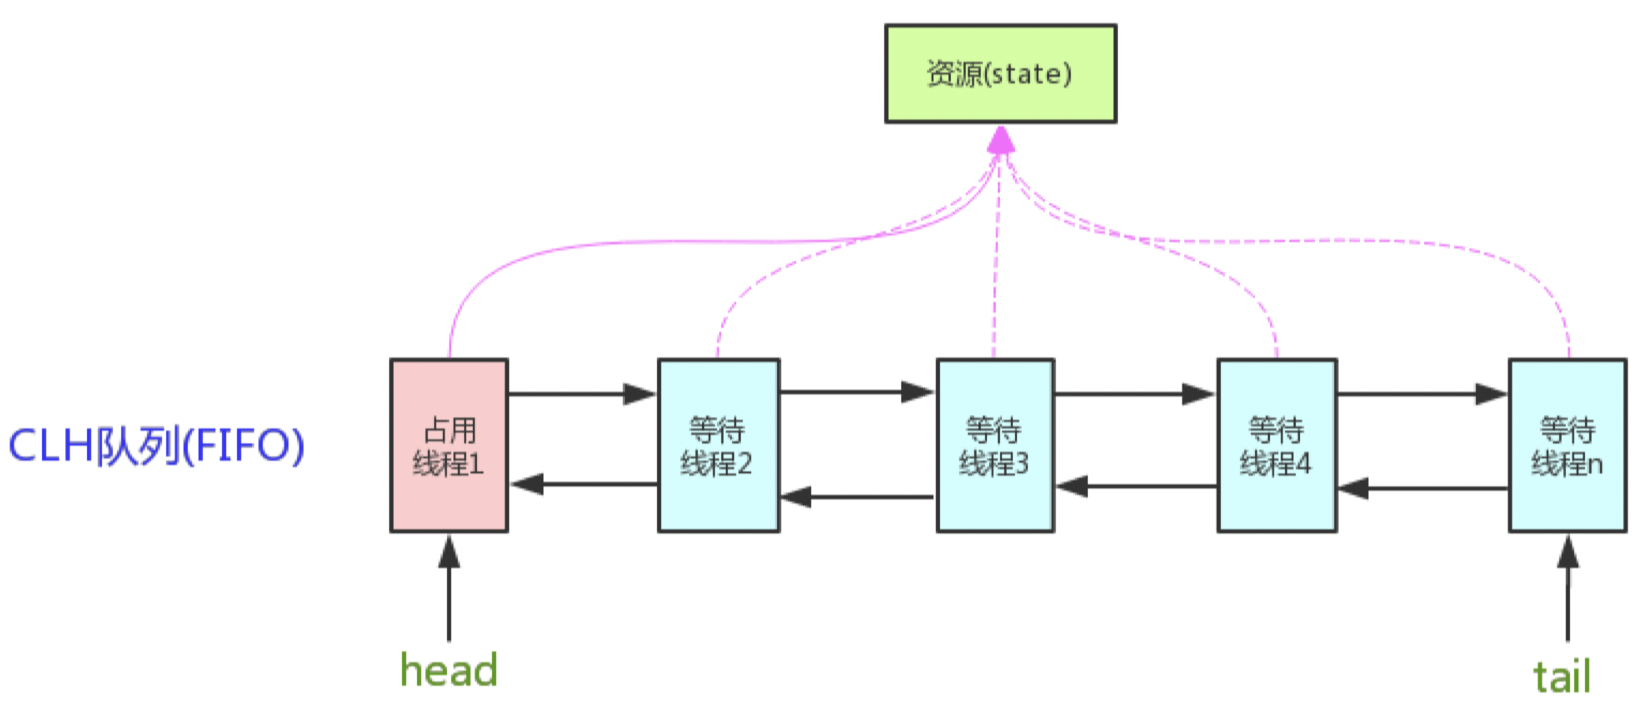 资源(state)
CLH队列(FIFO)
占用
线程1
等待
线程2
等待
线程3
等待
线程4
等待
线程n
head
tail